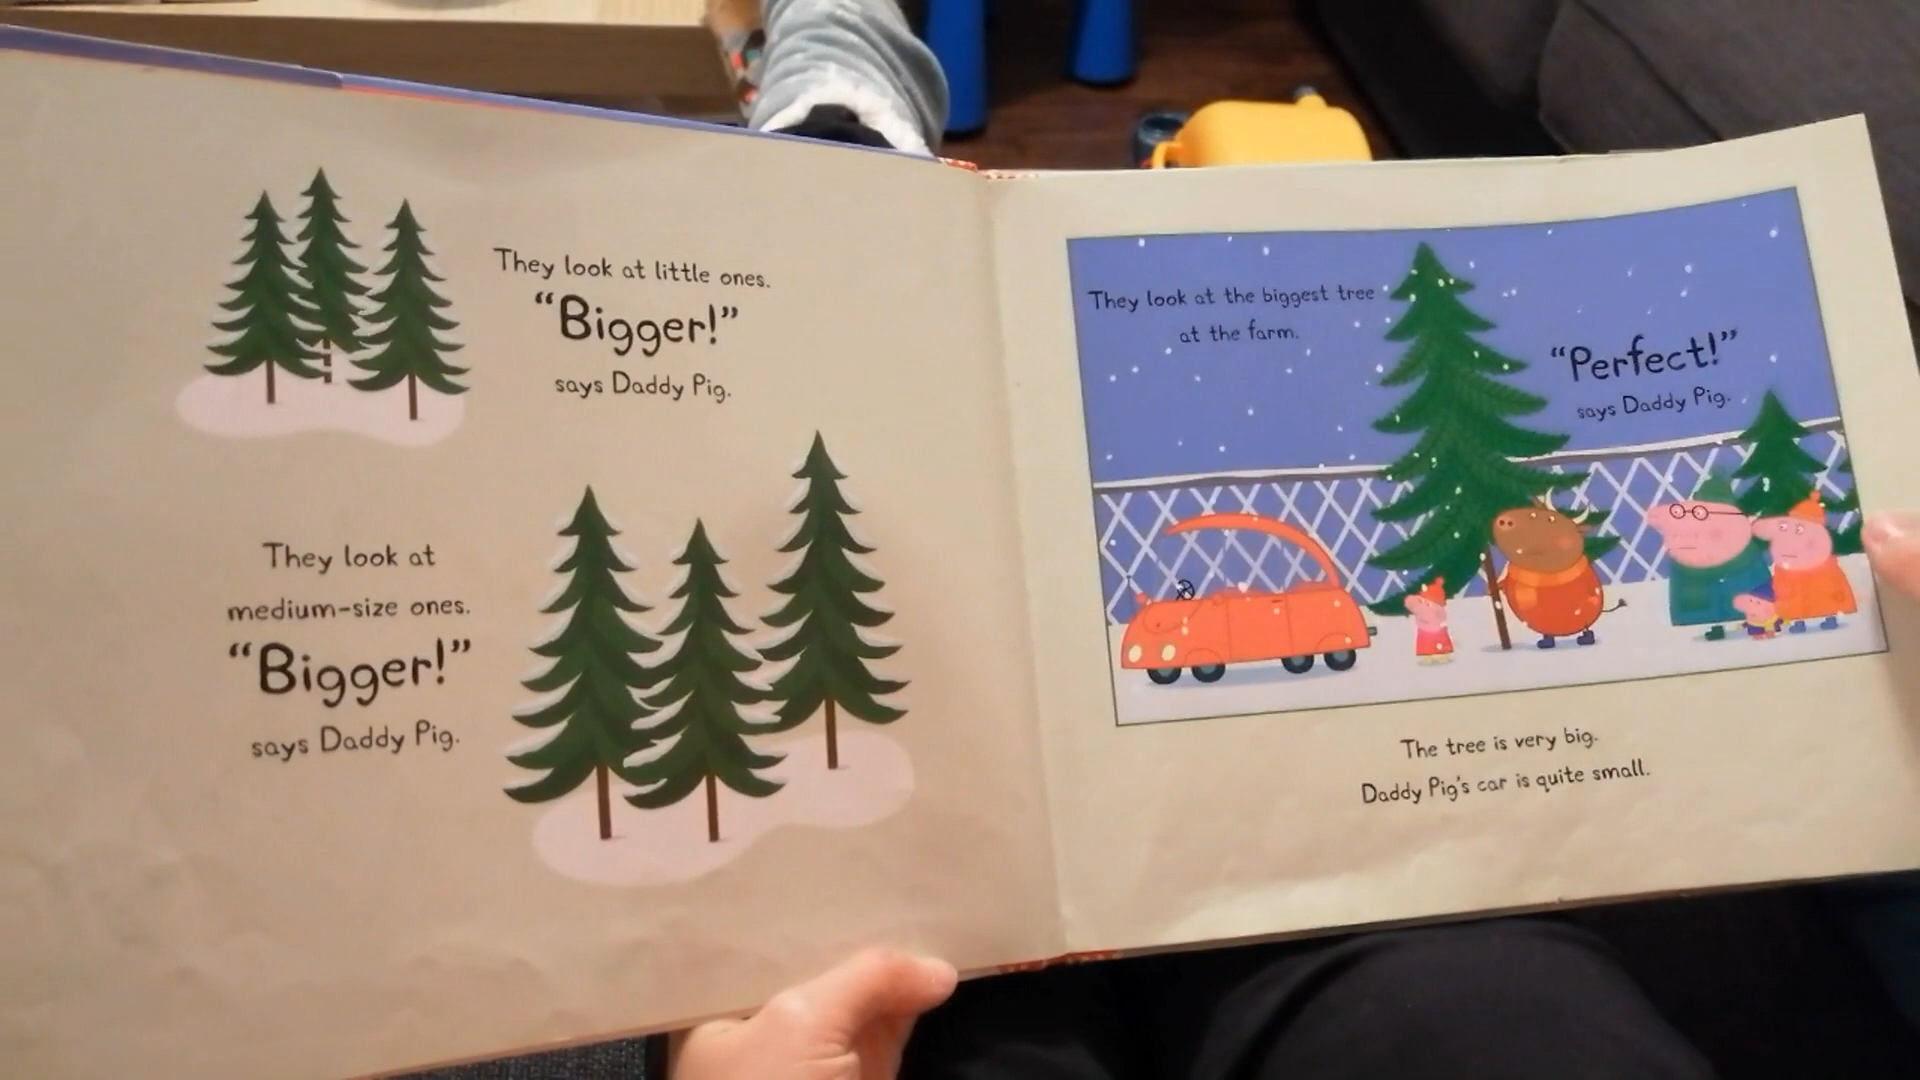 They look at little ones.
“Bigger!”
says Daddy Pig.
They look at
medium-size ones.
“Bigger!”
says Daddy Pig.
They look at the biggest tree
at the farm.
“Perfect!”
says Daddy Pig.
The tree is very big.
Daddy Pig's car is quite small.